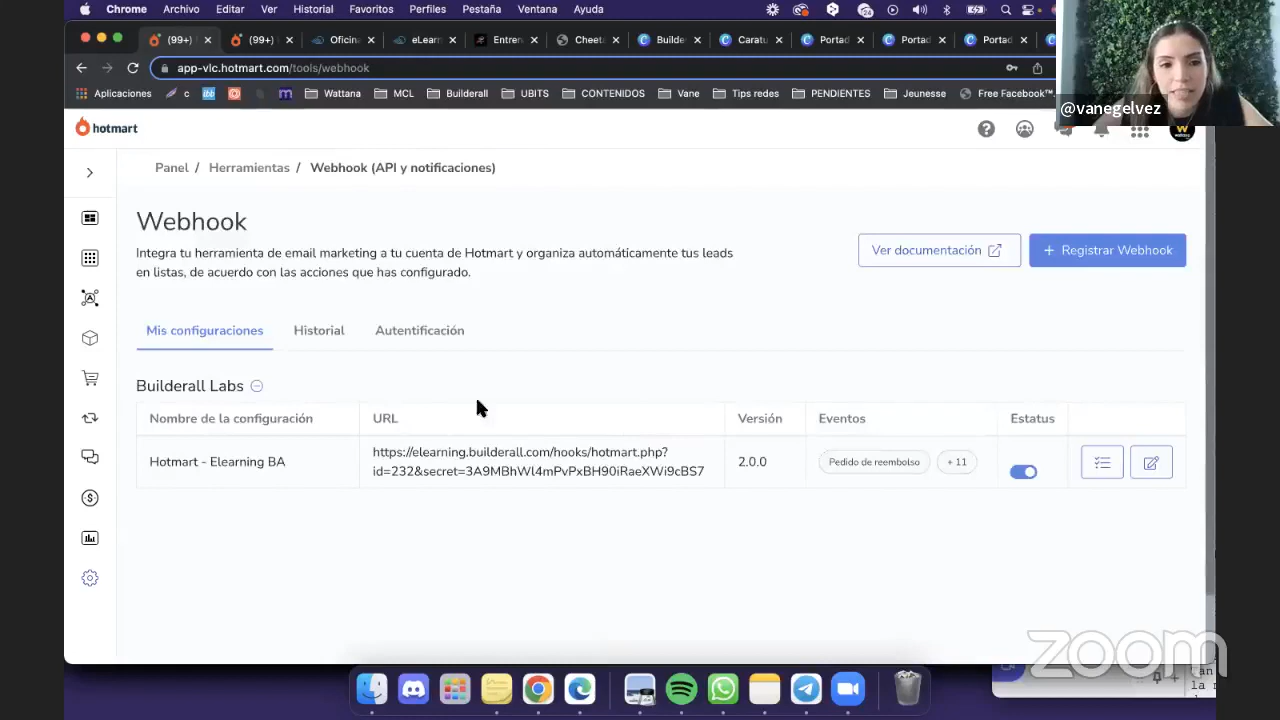 Chrome Archivo Editar Ver Historial Favoritos Perfiles Pestaña Ventana Ayuda
(99+) (99+) Oficin eLearn Entren Cheeta Builde Caratu Portad Portad Portad
app-vlc.hotmart.com/tools/webhook
Aplicaciones c Wattana MCL Builderall UBITS CONTENIDOS Vane Tips redes PENDIENTES Jeunesse Free Facebook™
@vanegelvez
hotmart
Panel / Herramientas / Webhook (API y notificaciones)
Webhook
Integra tu herramienta de email marketing a tu cuenta de Hotmart y organiza automáticamente tus leads
en listas, de acuerdo con las acciones que has configurado.
Ver documentación
+ Registrar Webhook
Mis configuraciones Historial Autentificación
Builderall Labs
Nombre de la configuración URL Versión Eventos Estatus
Hotmart - Elearning BA
https://elearning.builderall.com/hooks/hotmart.php?
id=232&secret=3A9MBhWl4mPvPxBH90iRaeXWi9cBS7
2.0.0
Pedido de reembolso + 11
zoom